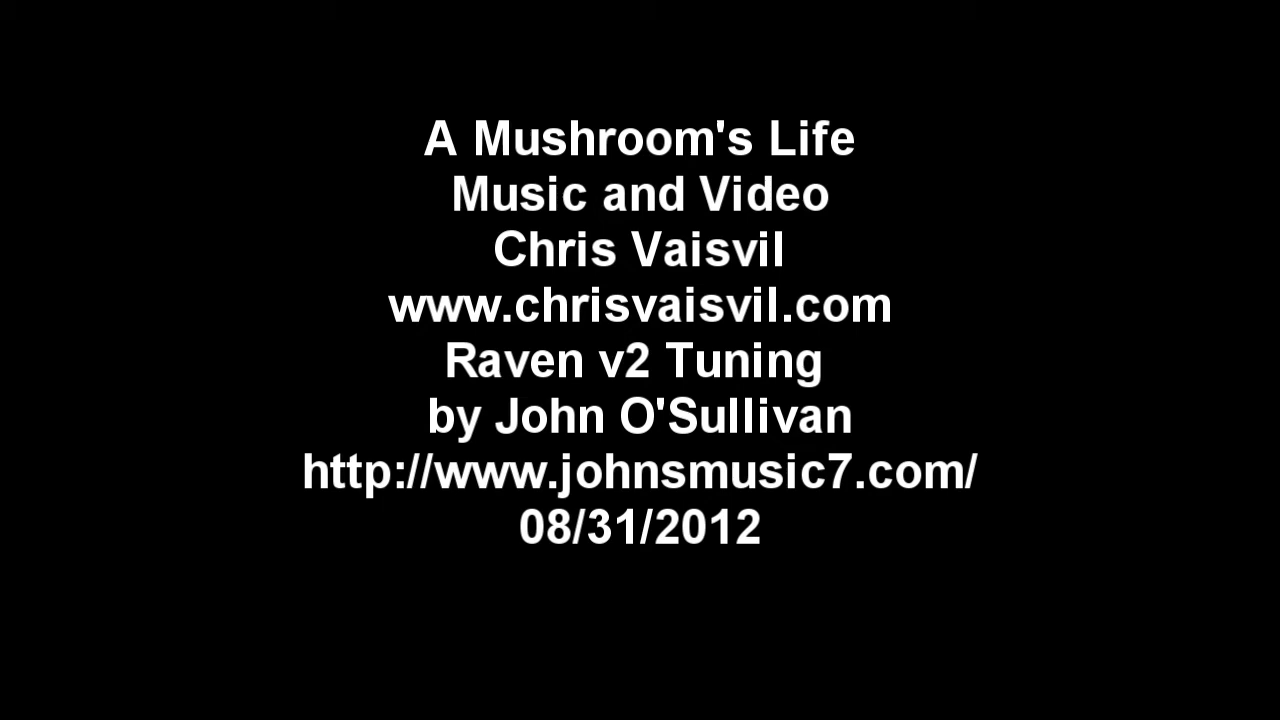 A Mushroom's Life
Music and Video
Chris Vaisvil
www.chrisvaisvil.com
Raven v2 Tuning
by John O'Sullivan
http://www.johnsmusic7.com/
08/31/2012